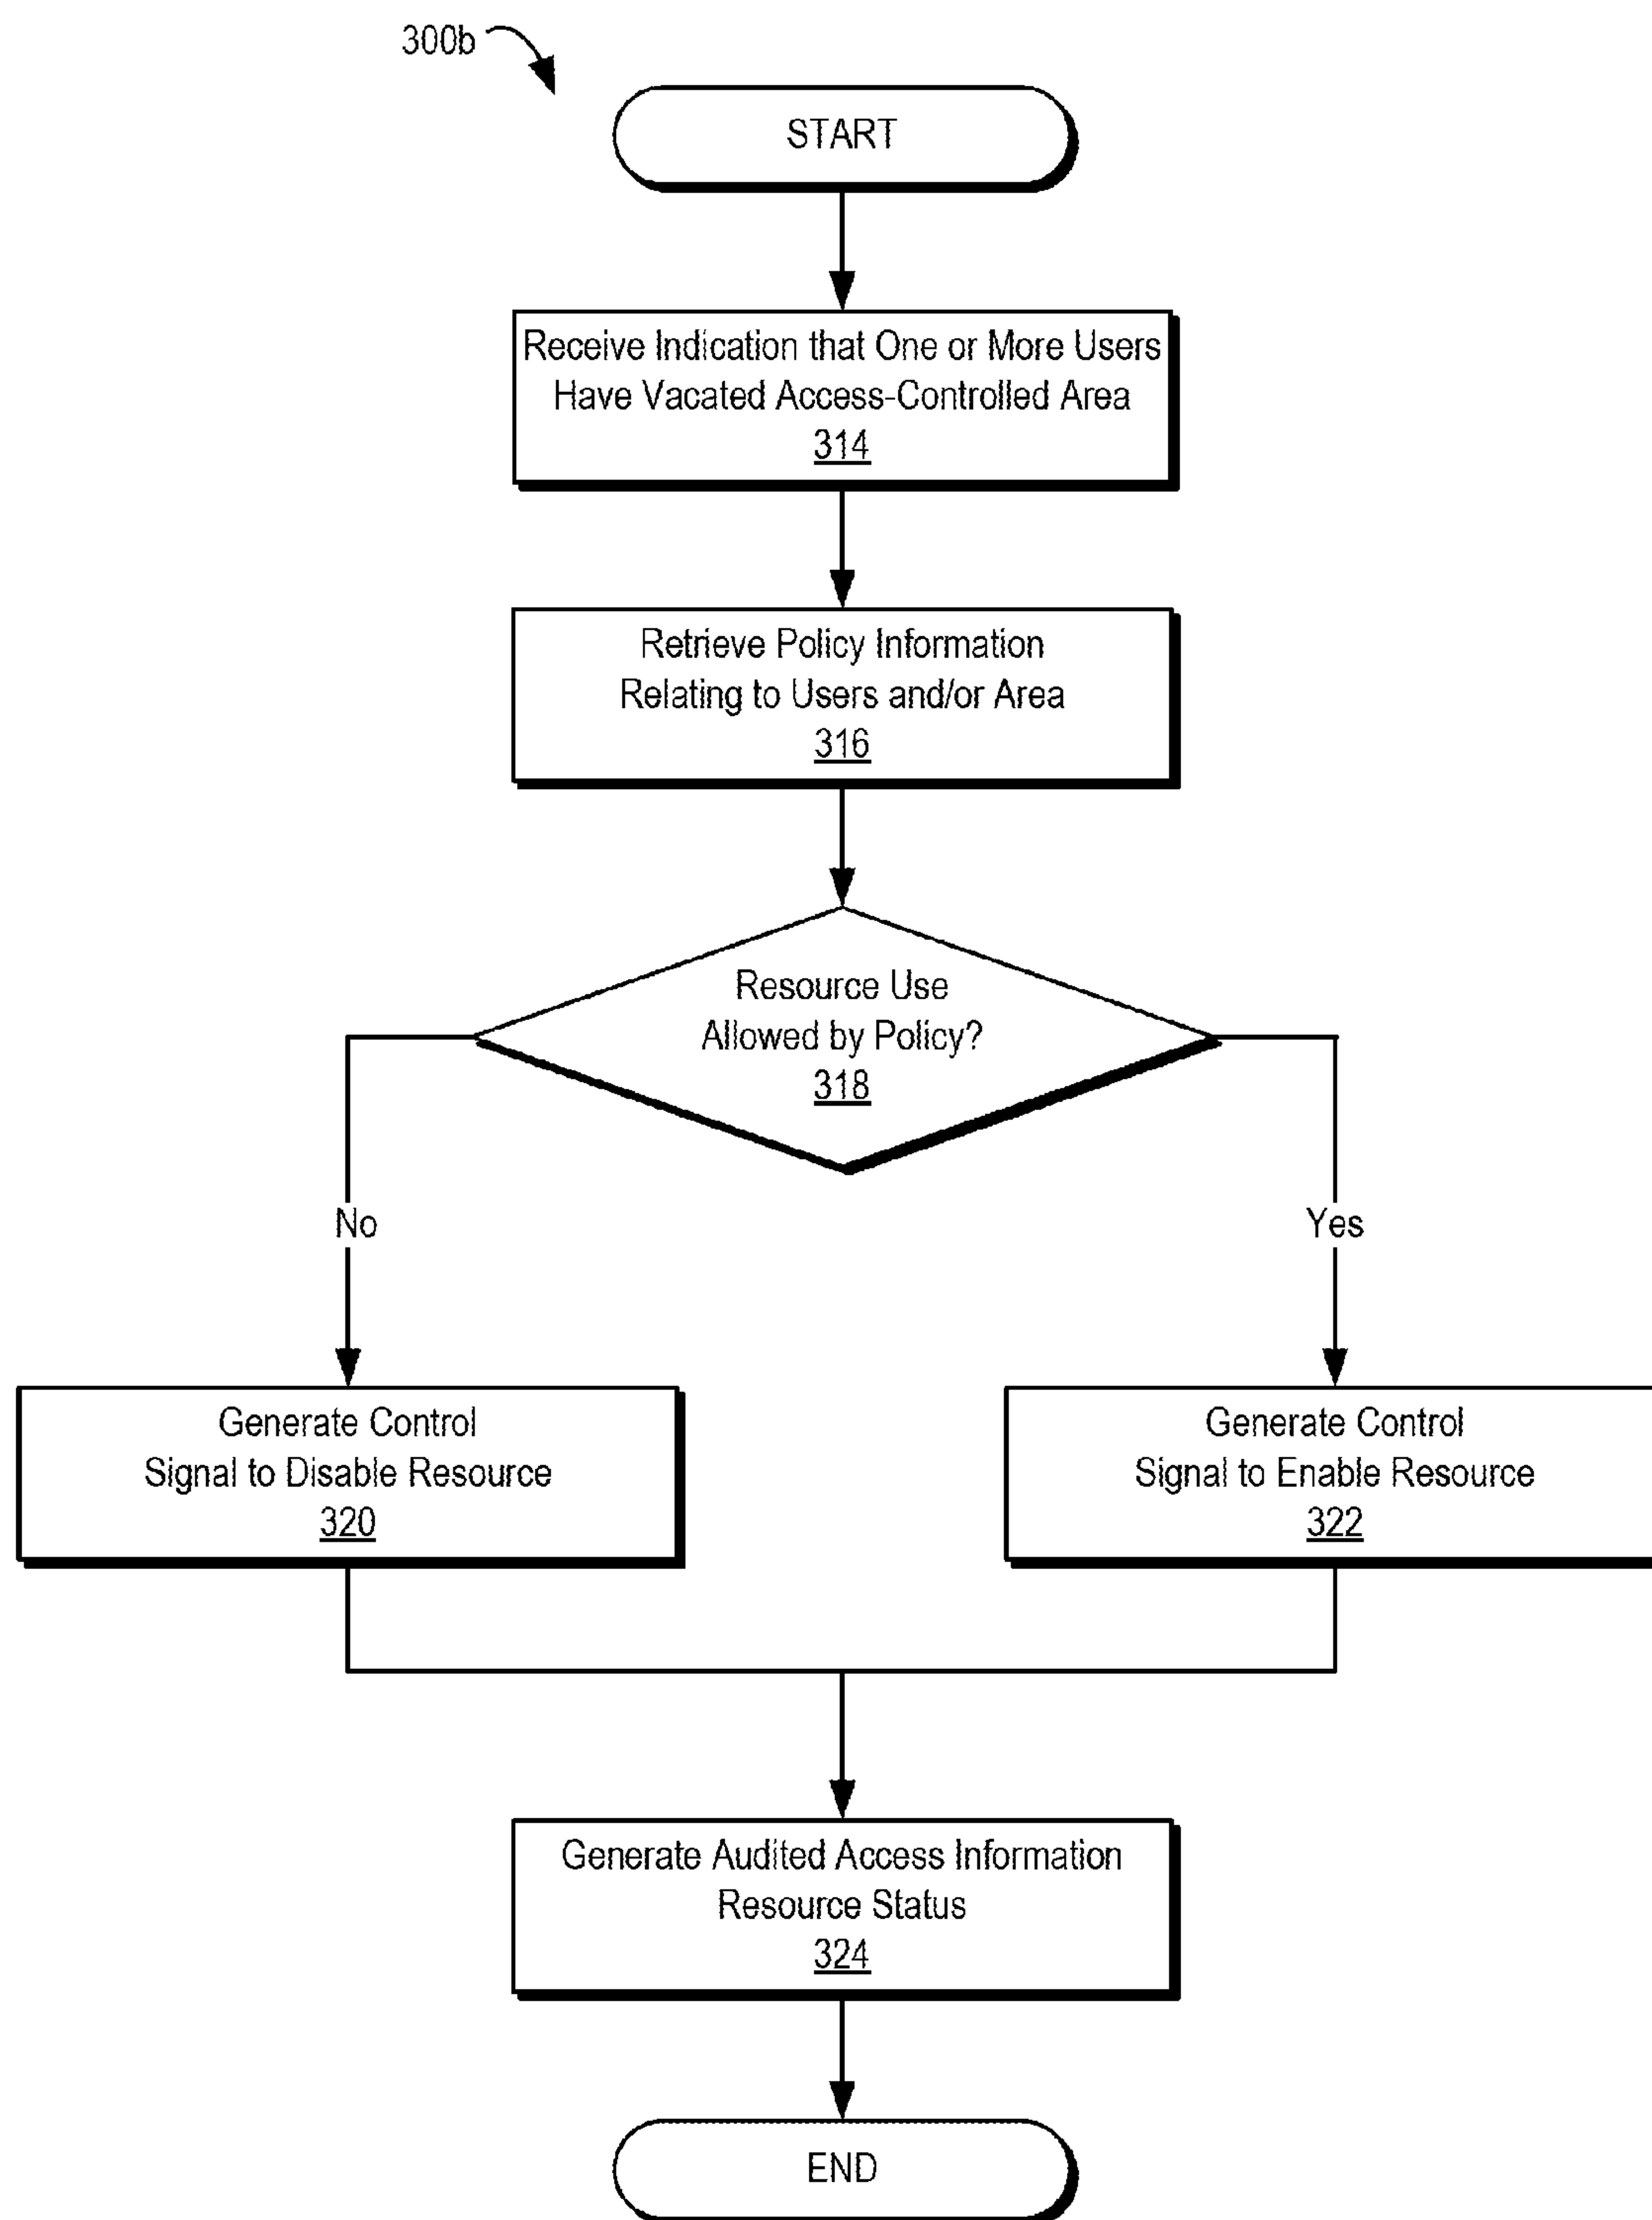 300b
START
Receive Indication that One or More Users
Have Vacated Access-Controlled Area
314
Retrieve Policy Information
Relating to Users and/or Area
316
Resource Use
Allowed by Policy?
318
No
Yes
Generate Control
Signal to Disable Resource
320
Generate Control
Signal to Enable Resource
322
Generate Audited Access Information
Resource Status
324
END